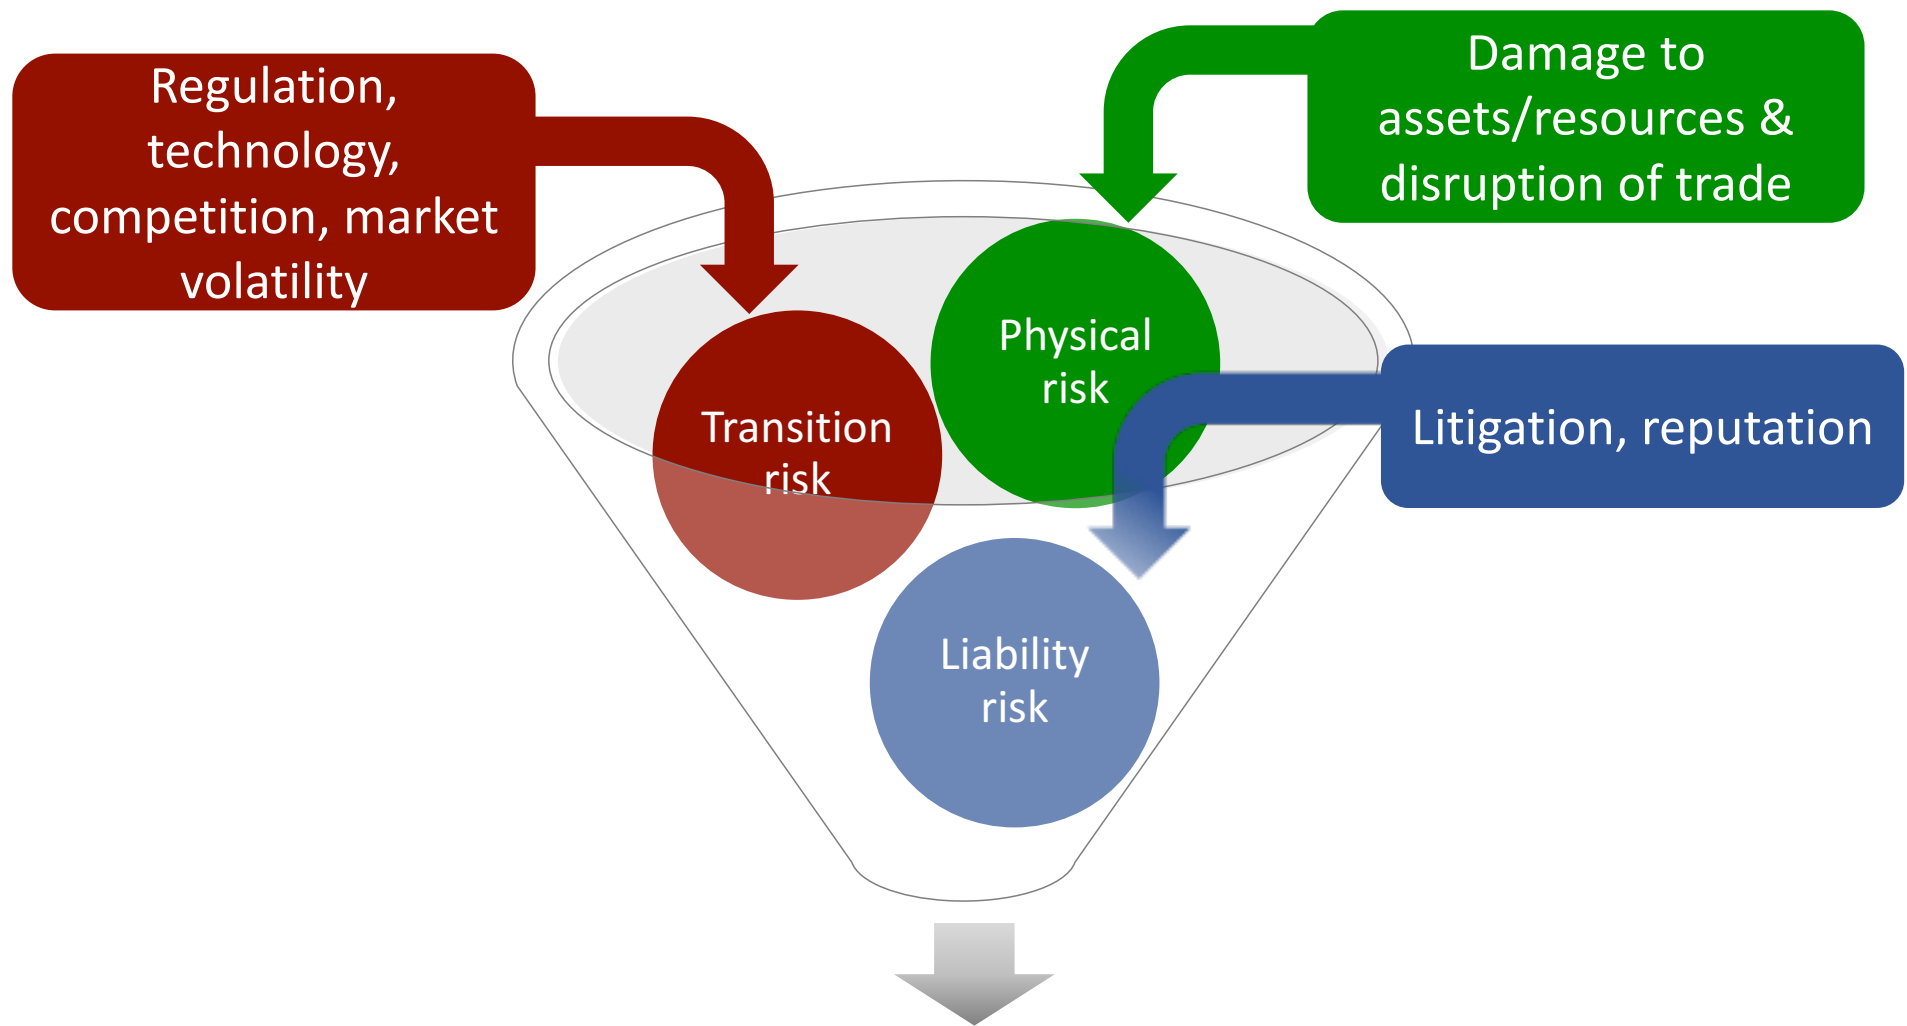 Regulation,
technology,
competition, market
volatility
Damage to
assets/resources &
disruption of trade
Physical
risk
Transition
risk
Litigation, reputation
Liability
risk